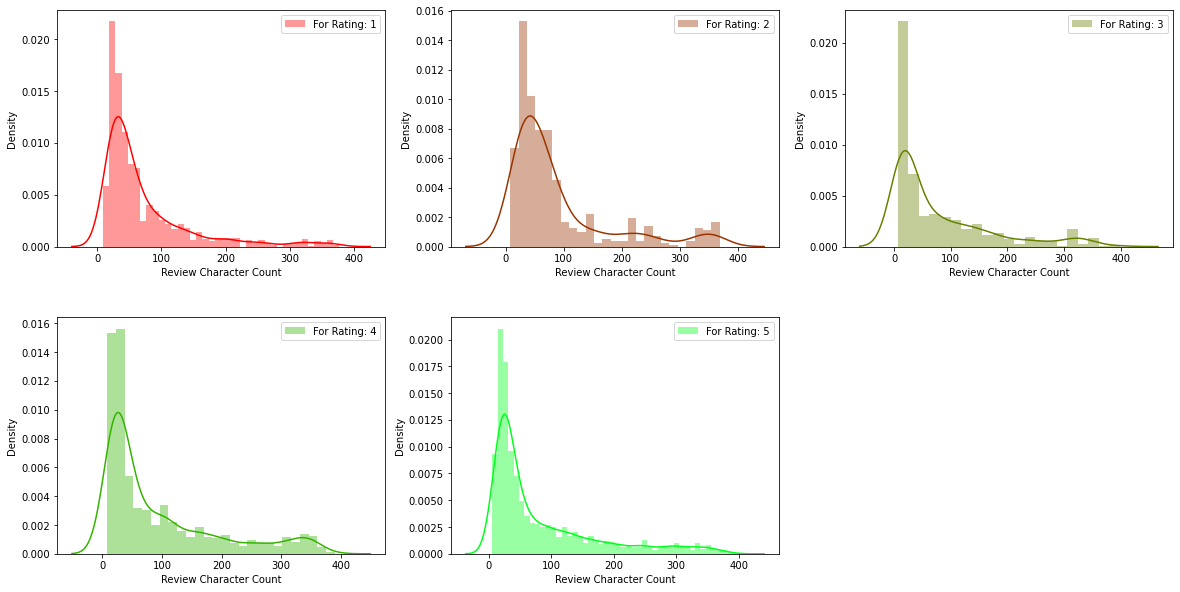 For Rating: 1
0.020
0.015
0.010
0.005
0.000
Density
0 100 200 300 400
Review Character Count
For Rating: 2
0.016
0.014
0.012
0.010
0.008
0.006
0.004
0.002
0.000
Density
0 100 200 300 400
Review Character Count
For Rating: 3
0.020
0.015
0.010
0.005
0.000
Density
0 100 200 300 400
Review Character Count
For Rating: 4
0.016
0.014
0.012
0.010
0.008
0.006
0.004
0.002
0.000
Density
0 100 200 300 400
Review Character Count
For Rating: 5
0.0200
0.0175
0.0150
0.0125
0.0100
0.0075
0.0050
0.0025
0.0000
Density
0 100 200 300 400
Review Character Count